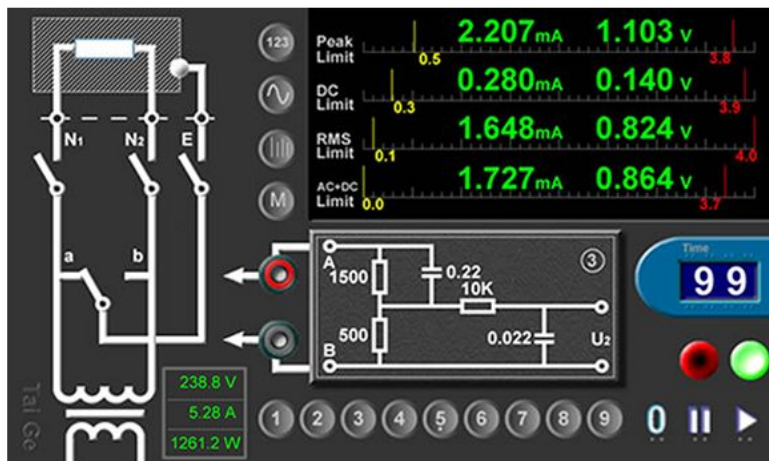 123
M
Peak Limit 0.5 2.207mA 1.103 v 3.8
DC Limit 0.3 0.280mA 0.140 v 3.9
RMS Limit 0.1 1.648mA 0.824 v 4.0
AC+DC Limit 0.0 1.727mA 0.864 v 3.7
N1 N2 E
a b
A
1500
0.22
10K
3
500
0.022
U2
B
Time
99
238.8 V
5.28 A
1261.2 W
1 2 3 4 5 6 7 8 9
0
Tai Ge